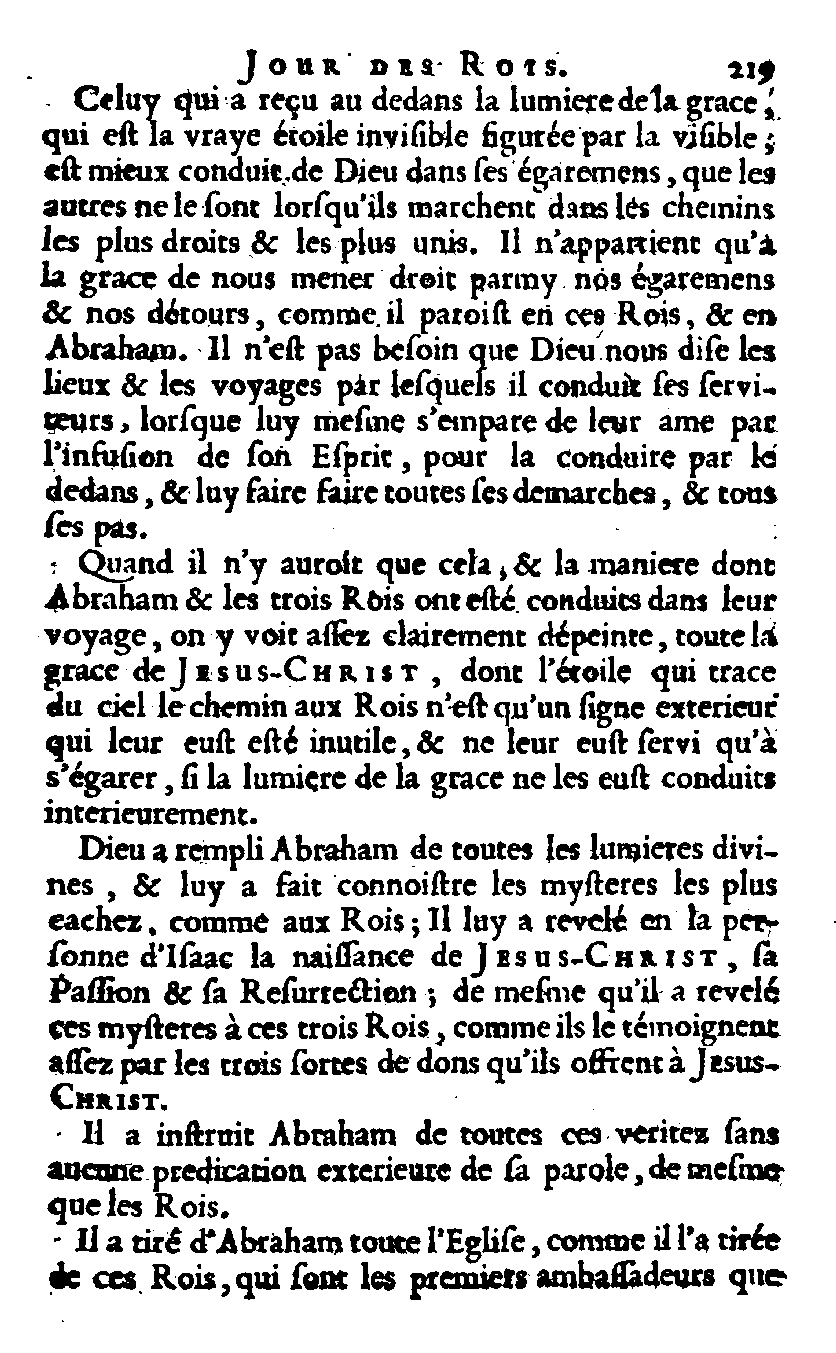 JOUR DES ROIS. 219
Celuy qui a reçu au dedans la lumiere de la grace,
qui eſt la vraye étoile inviſible figurée par la viſible;
eſt mieux conduit de Dieu dans ſes égaremens, que les
autres ne le ſont lorſqu'ils marchent dans les chemins
les plus droits & les plus unis. Il n'appartient qu'à
la grace de nous mener droit parmy nos égaremens
& nos détours, comme il paroiſt en ces Rois, & en
Abraham. Il n'eſt pas beſoin que Dieu nous diſe les
lieux & les voyages par leſquels il conduit ſes ſervi-
teurs, lorſque luy meſme s'empare de leur ame par
l'infuſion de ſon Eſprit, pour la conduire par le
dedans, & luy faire faire toutes ſes demarches, & tous
ſes pas.
Quand il n'y auroit que cela, & la maniere dont
Abraham & les trois Rois ont eſté conduits dans leur
voyage, on y voit aſſez clairement dépeinte, toute la
grace de JESUS-CHRIST, dont l'étoile qui trace
du ciel le chemin aux Rois n'eſt qu'un ſigne exterieur
qui leur euſt eſté inutile, & ne leur euſt ſervi qu'à
s'égarer, ſi la lumiere de la grace ne les euſt conduits
interieurement.
Dieu a rempli Abraham de toutes les lumieres divi-
nes, & luy a fait connoiſtre les myſteres les plus
cachez, comme aux Rois; Il luy a revelé en la per-
ſonne d'Iſaac la naiſſance de JESUS-CHRIST, ſa
Paſſion & ſa Reſurrection; de meſme qu'il a revelé
ces myſteres à ces trois Rois, comme ils le témoignent
aſſez par les trois ſortes de dons qu'ils offrent à JESUS-
CHRIST.
Il a inſtruit Abraham de toutes ces veritez ſans
aucune predication exterieure de ſa parole, de meſme
que les Rois.
Il a tiré d'Abraham toute l'Egliſe, comme il l'a tirée
de ces Rois, qui ſont les premiers ambaſſadeurs que